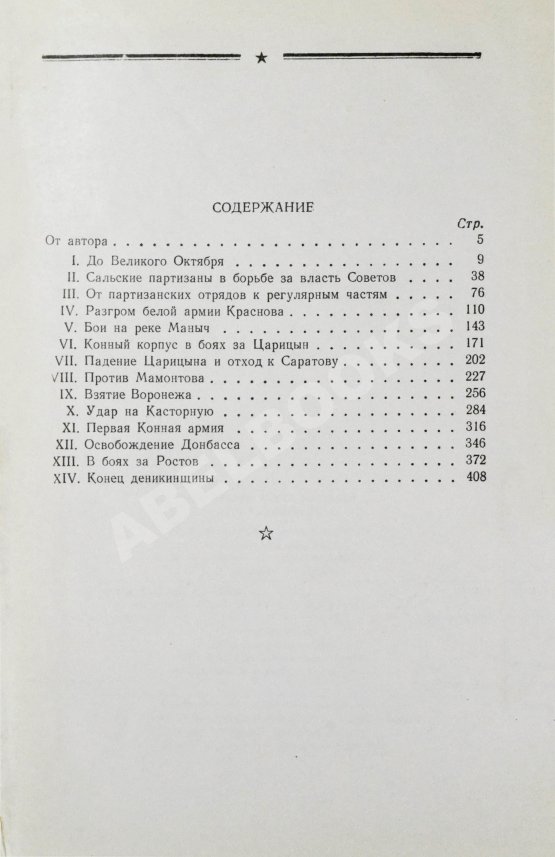 СОДЕРЖАНИЕ
Стр.
От автора . . . . . . . . . . . . . . . . . . . . . . . . . 5
I. До Великого Октября . . . . . . . . . . . . . . . . . 9
II. Сальские партизаны в борьбе за власть Советов . . . . 38
III. От партизанских отрядов к регулярным частям . . . . . 76
IV. Разгром белой армии Краснова . . . . . . . . . . . . 110
V. Бои на реке Маныч . . . . . . . . . . . . . . . . . . 143
VI. Конный корпус в боях за Царицын . . . . . . . . . . 171
VII. Падение Царицына и отход к Саратову . . . . . . . . 202
VIII. Против Мамонтова . . . . . . . . . . . . . . . . . . 227
IX. Взятие Воронежа . . . . . . . . . . . . . . . . . . . 256
X. Удар на Касторную . . . . . . . . . . . . . . . . . . 284
XI. Первая Конная армия . . . . . . . . . . . . . . . . . 316
XII. Освобождение Донбасса . . . . . . . . . . . . . . . . 346
XIII. В боях за Ростов . . . . . . . . . . . . . . . . . . . 372
XIV. Конец деникинщины . . . . . . . . . . . . . . . . . . 408
ABEL BOOKS